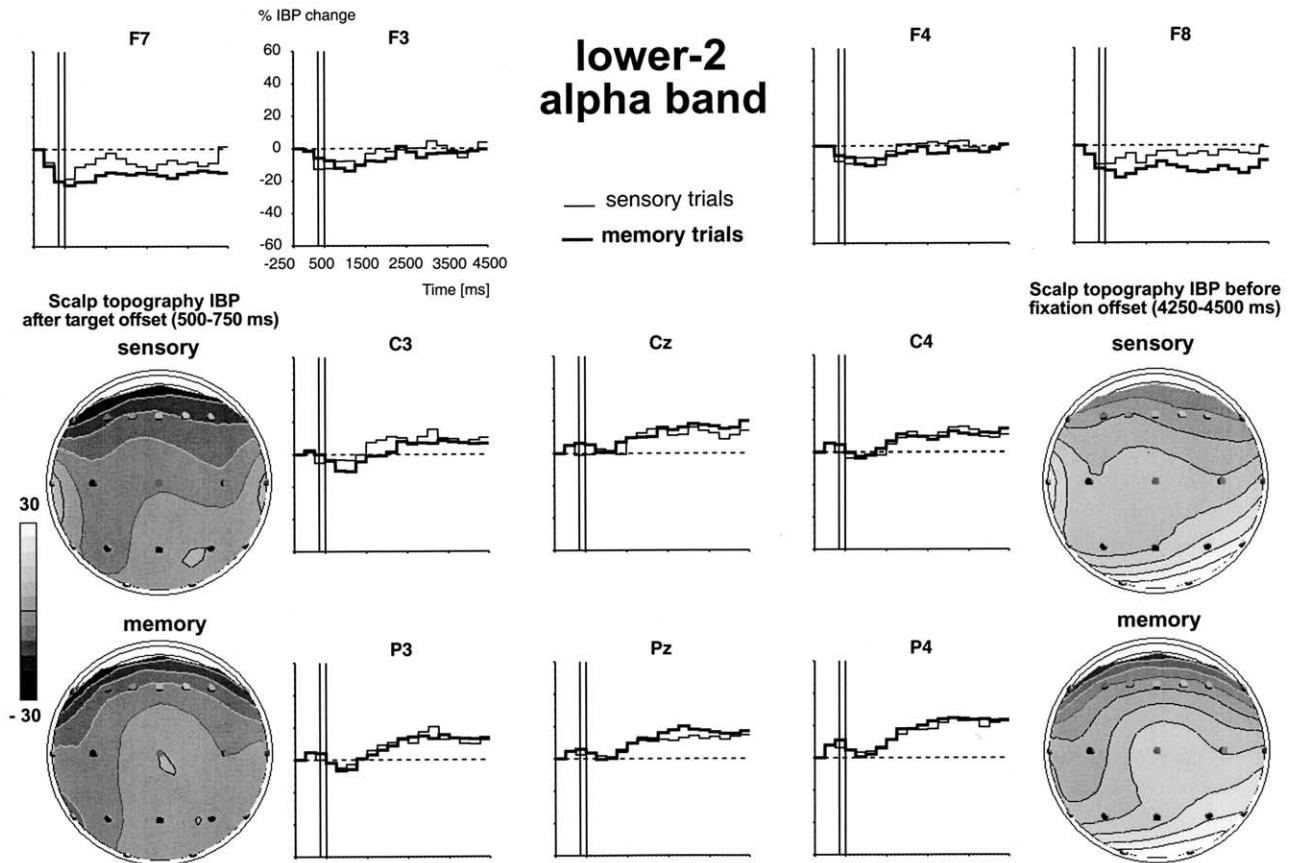 % IBP change
F7
F3
lower-2
alpha band
F4
F8
60
40
20
0
-20
-40
-60
-250 500 1500 2500 3500 4500
Time [ms]
sensory trials
memory trials
Scalp topography IBP
after target offset (500-750 ms)
sensory
C3
Cz
C4
Scalp topography IBP before
fixation offset (4250-4500 ms)
sensory
30
- 30
memory
P3
Pz
P4
memory